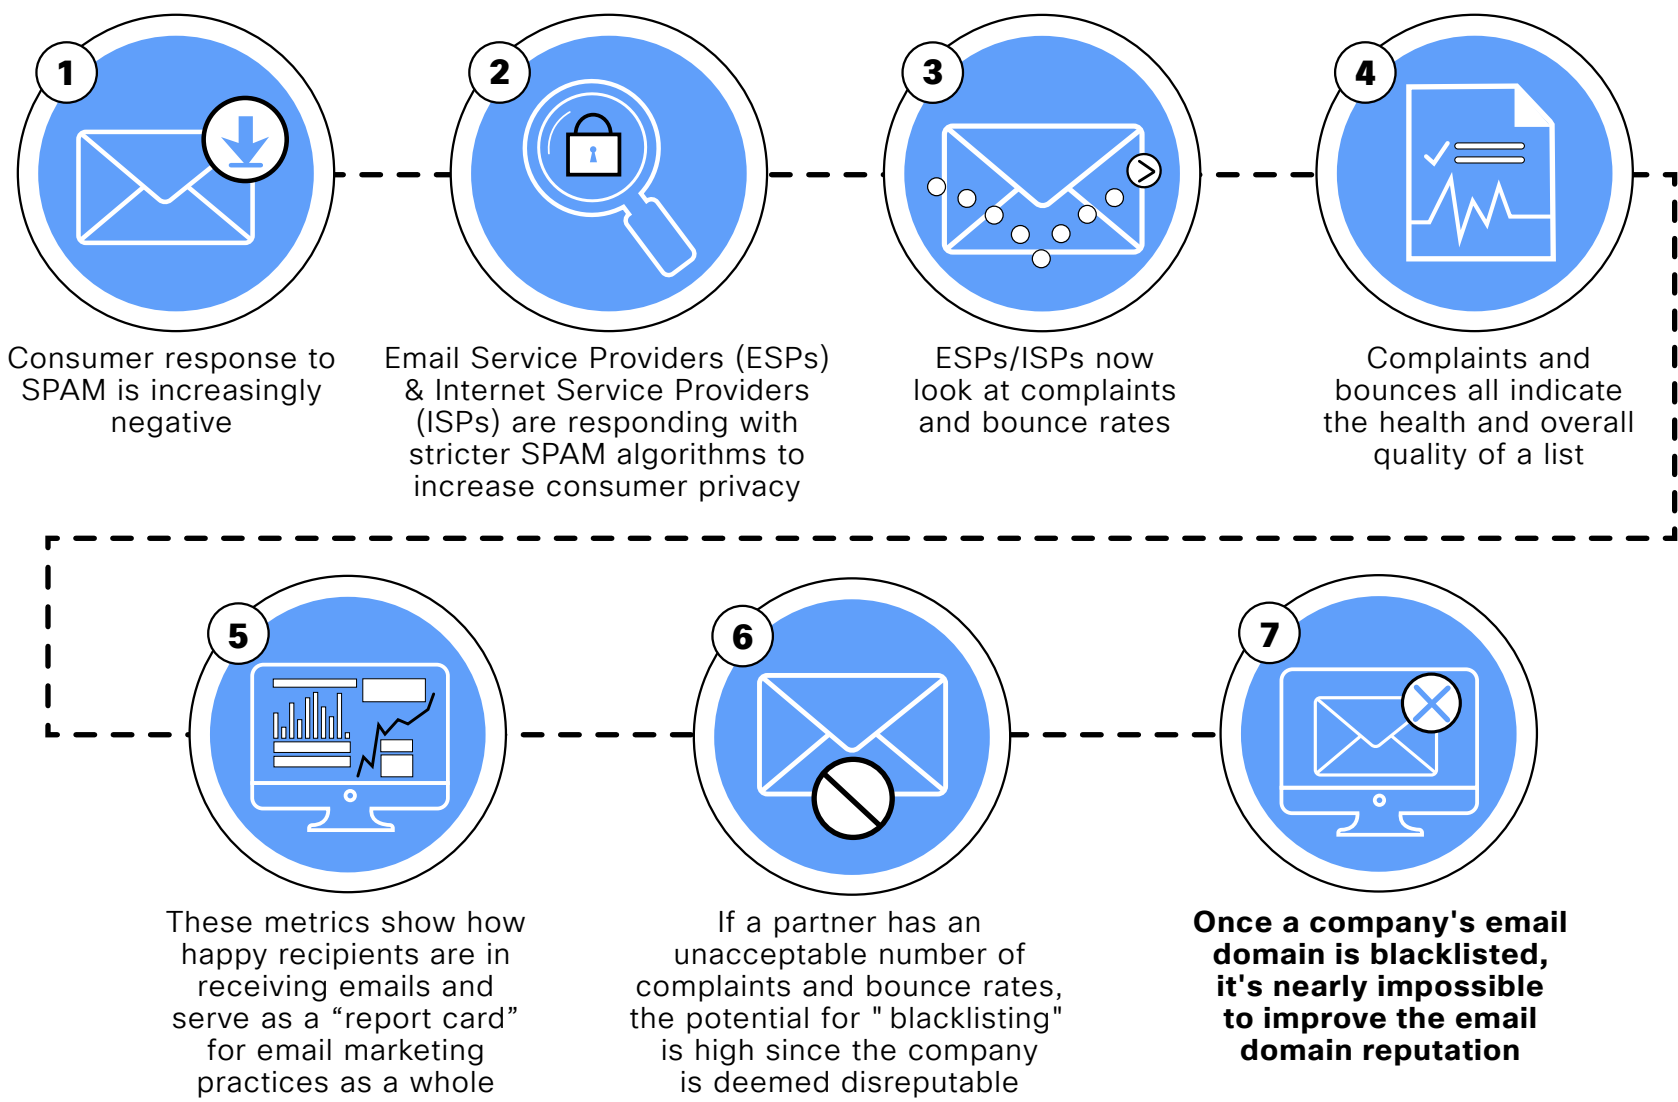 1
Consumer response to
SPAM is increasingly
negative
2
Email Service Providers (ESPs)
& Internet Service Providers
(ISPs) are responding with
stricter SPAM algorithms to
increase consumer privacy
3
ESPs/ISPs now
look at complaints
and bounce rates
4
Complaints and
bounces all indicate
the health and overall
quality of a list
5
These metrics show how
happy recipients are in
receiving emails and
serve as a “report card”
for email marketing
practices as a whole
6
If a partner has an
unacceptable number of
complaints and bounce rates,
the potential for "blacklisting"
is high since the company
is deemed disreputable
7
Once a company's email
domain is blacklisted,
it's nearly impossible
to improve the email
domain reputation